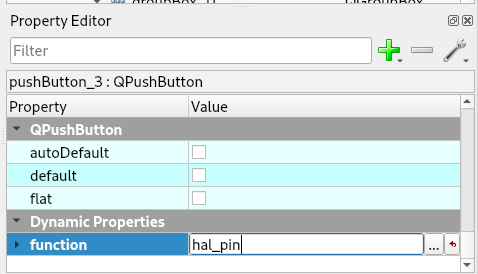 Property Editor
Filter
pushButton_3 : QPushButton
Property Value
QPushButton
autoDefault
default
flat
Dynamic Properties
function hal_pin ...